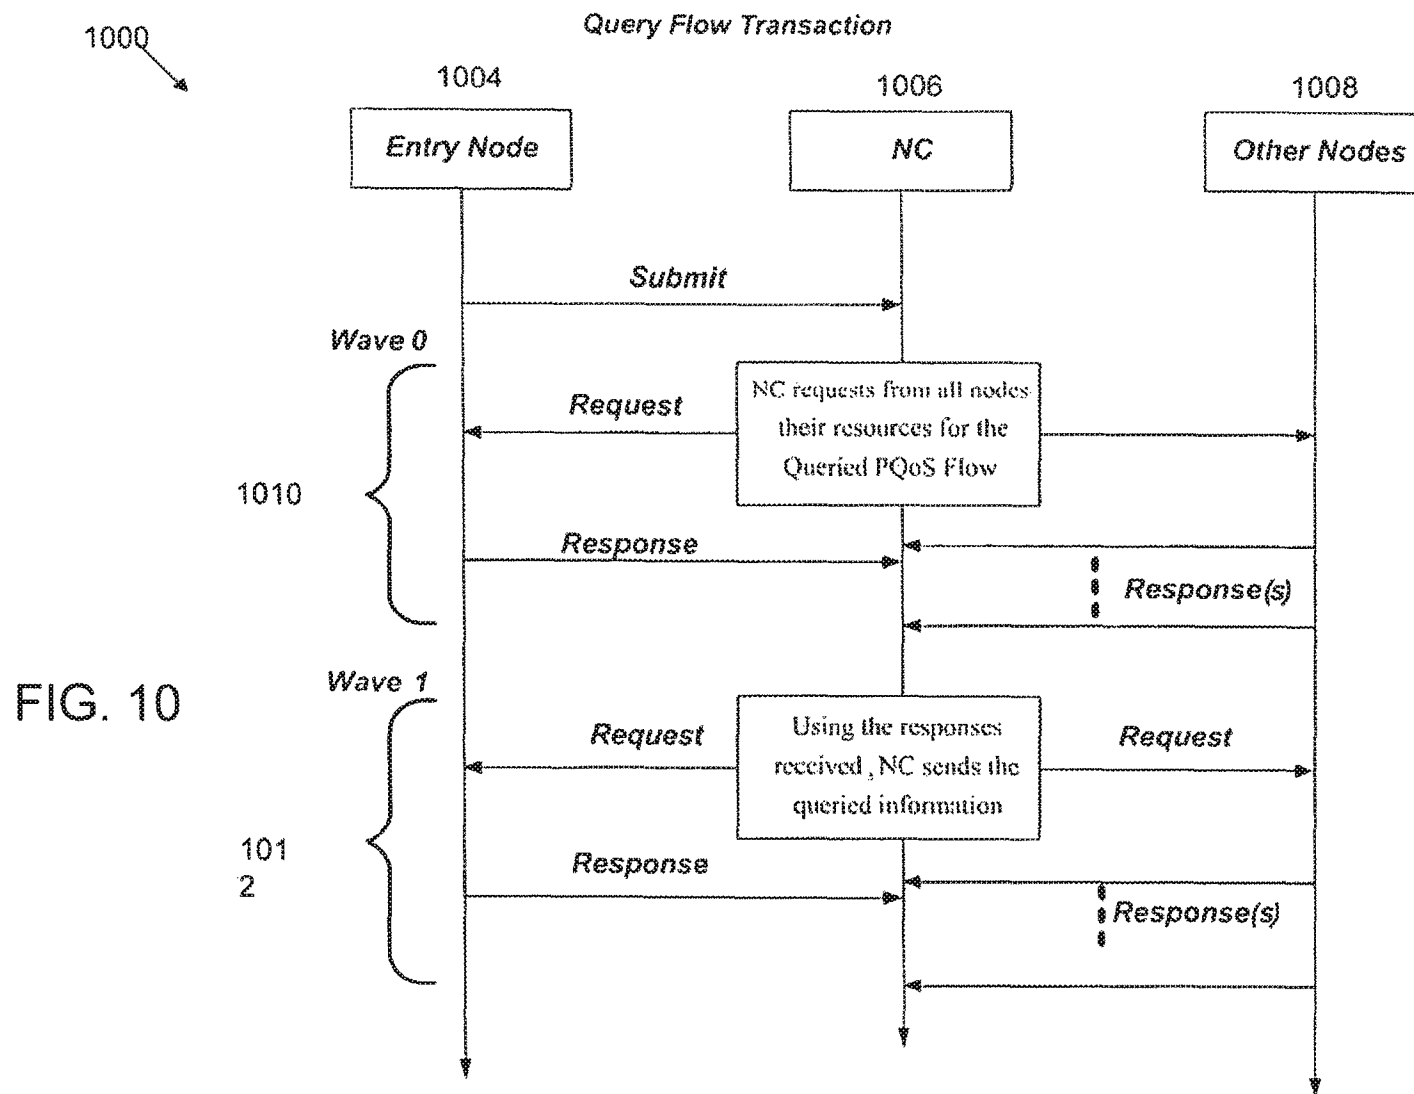 Query Flow Transaction
1000
1004
1006
1008
Entry Node
NC
Other Nodes
Submit
Wave 0
NC requests from all nodes
their resources for the
Queried PQoS Flow
Request
1010
Response
Response(s)
FIG. 10
Wave 1
Using the responses
received , NC sends the
queried information
Request
Request
101
2
Response
Response(s)